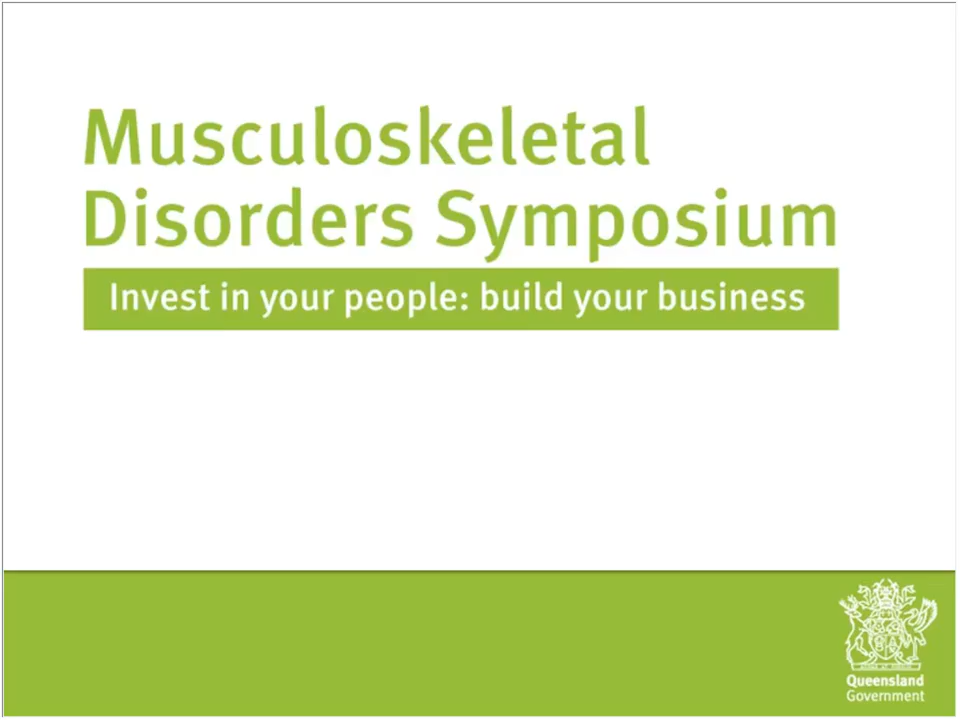 Musculoskeletal
Disorders Symposium
Invest in your people: build your business
Queensland
Government